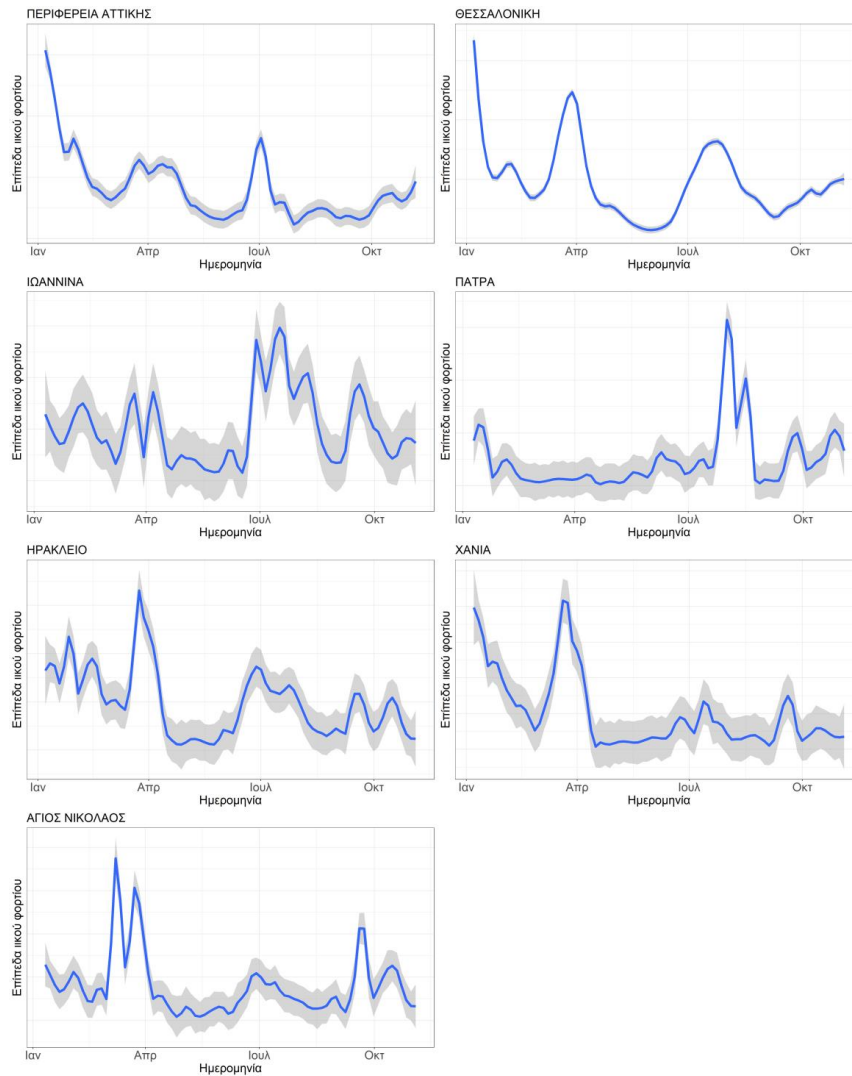 ΠΕΡΙΦΕΡΕΙΑ ΑΤΤΙΚΗΣ
Επίπεδα ιικού φορτίου
Ιαν Απρ Ιουλ Οκτ
Ημερομηνία
ΘΕΣΣΑΛΟΝΙΚΗ
Επίπεδα ιικού φορτίου
Ιαν Απρ Ιουλ Οκτ
Ημερομηνία
ΙΩΑΝΝΙΝΑ
Επίπεδα ιικού φορτίου
Ιαν Απρ Ιουλ Οκτ
Ημερομηνία
ΠΑΤΡΑ
Επίπεδα ιικού φορτίου
Ιαν Απρ Ιουλ Οκτ
Ημερομηνία
ΗΡΑΚΛΕΙΟ
Επίπεδα ιικού φορτίου
Ιαν Απρ Ιουλ Οκτ
Ημερομηνία
ΧΑΝΙΑ
Επίπεδα ιικού φορτίου
Ιαν Απρ Ιουλ Οκτ
Ημερομηνία
ΑΓΙΟΣ ΝΙΚΟΛΑΟΣ
Επίπεδα ιικού φορτίου
Ιαν Απρ Ιουλ Οκτ
Ημερομηνία